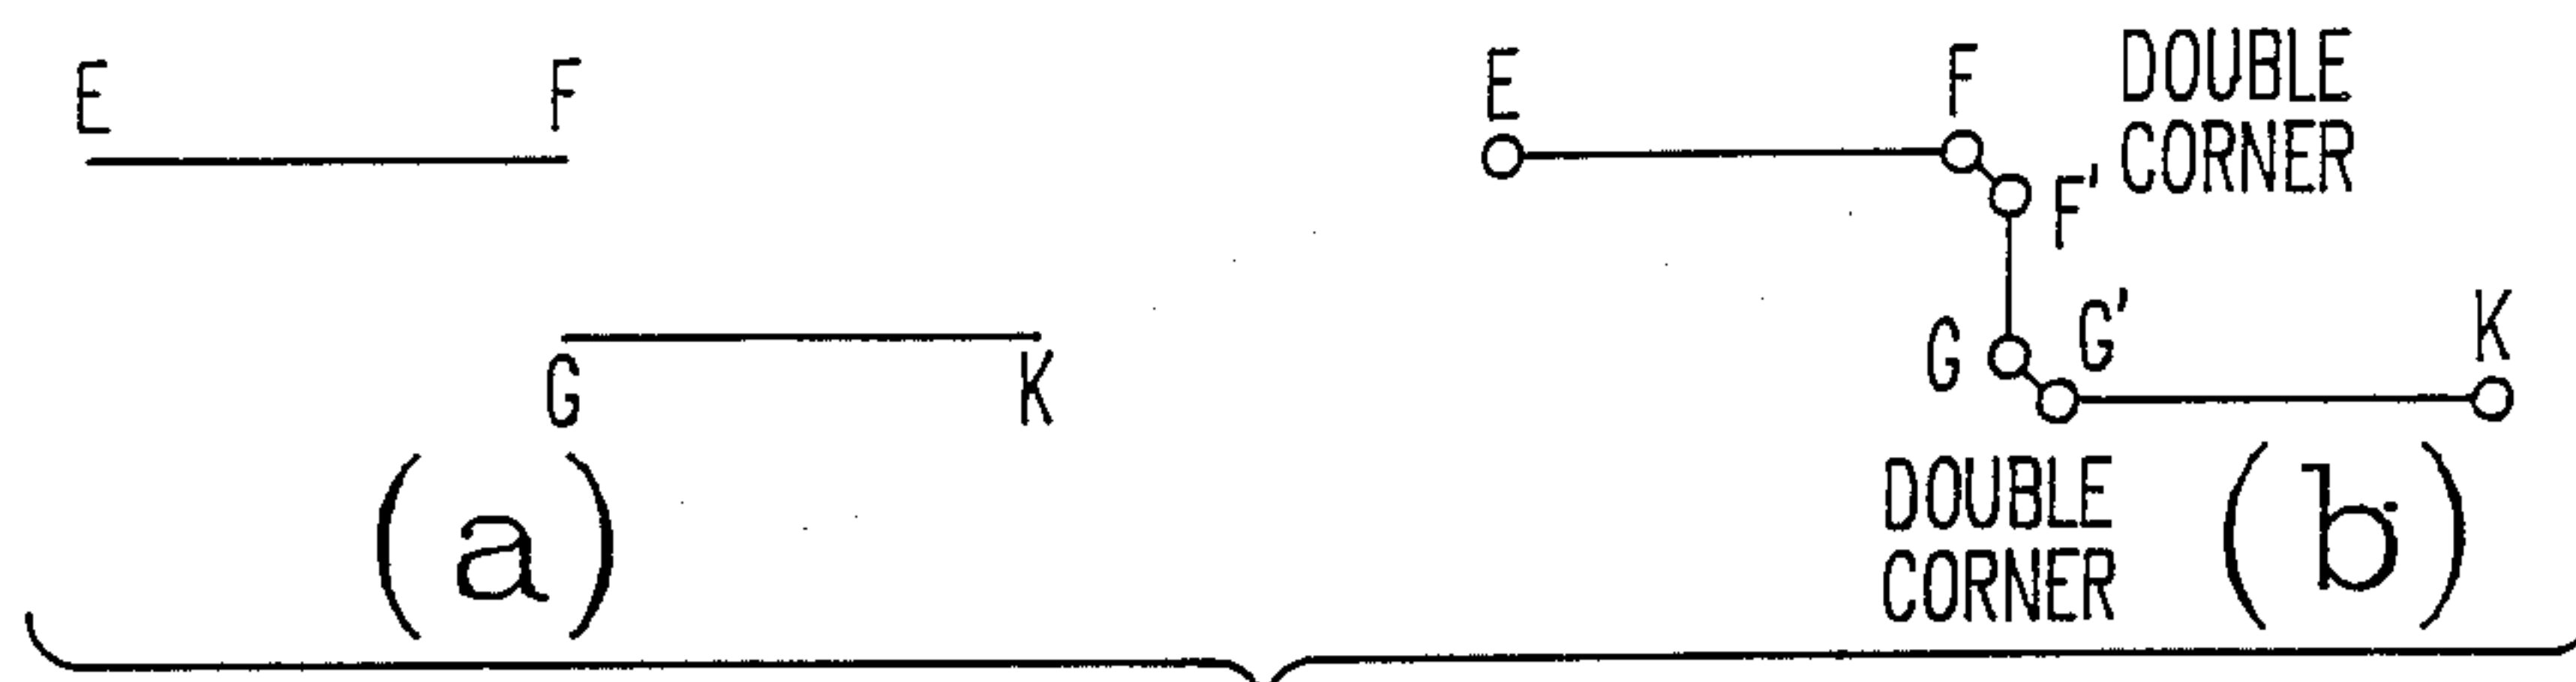 E F
G K
(a)
E F DOUBLE
CORNER
F'
G G' K
DOUBLE
CORNER
(b)